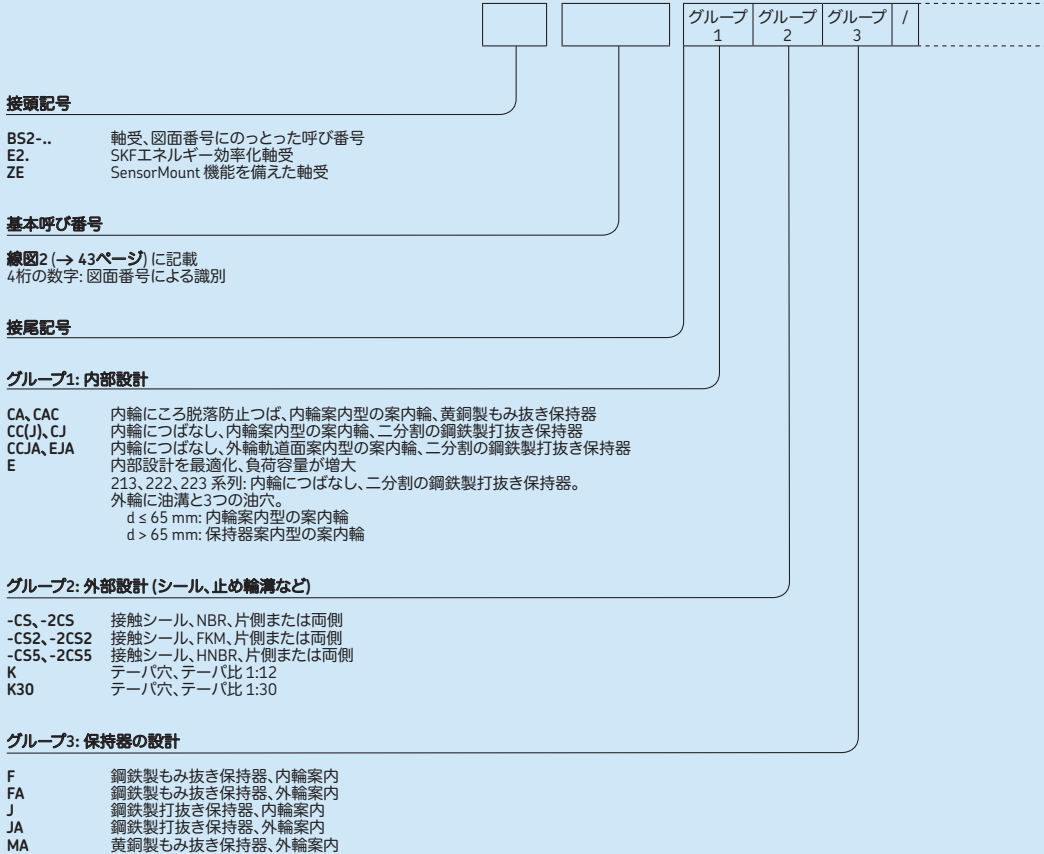 グループ 1 グループ 2 グループ 3 /
接頭記号
BS2-.. 軸受、図面番号にのっとった呼び番号
E2. SKFエネルギー効率化軸受
ZE SensorMount 機能を備えた軸受
基本呼び番号
線図2 (→ 43ページ) に記載
4桁の数字: 図面番号による識別
接尾記号
グループ1: 内部設計
CA、CAC 内輪にころ脱落防止つば、内輪案内型の案内輪、黄銅製もみ抜き保持器
CC(J)、CJ 内輪につばなし、内輪案内型の案内輪、二分割の鋼鉄製打抜き保持器
CCJA、EJA 内輪につばなし、外輪軌道面案内型の案内輪、二分割の鋼鉄製打抜き保持器
E 内部設計を最適化、負荷容量が増大
213、222、223 系列: 内輪につばなし、二分割の鋼鉄製打抜き保持器。
外輪に油溝と3つの油穴。
d ≤ 65 mm: 内輪案内型の案内輪
d > 65 mm: 保持器案内型の案内輪
グループ2: 外部設計 (シール、止め輪溝など)
-CS、-2CS 接触シール、NBR、片側または両側
-CS2、-2CS2 接触シール、FKM、片側または両側
-CS5、-2CS5 接触シール、HNBR、片側または両側
K テーパ穴、テーパ比 1:12
K30 テーパ穴、テーパ比 1:30
グループ3: 保持器の設計
F 鋼鉄製もみ抜き保持器、内輪案内
FA 鋼鉄製もみ抜き保持器、外輪案内
J 鋼鉄製打抜き保持器、内輪案内
JA 鋼鉄製打抜き保持器、外輪案内
MA 黄銅製もみ抜き保持器、外輪案内